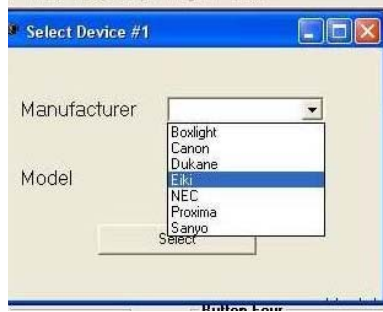 Select Device #1
Manufacturer
Boxlight
Canon
Dukane
Eiki
NEC
Proxima
Sanyo
Model
Select
Button Four